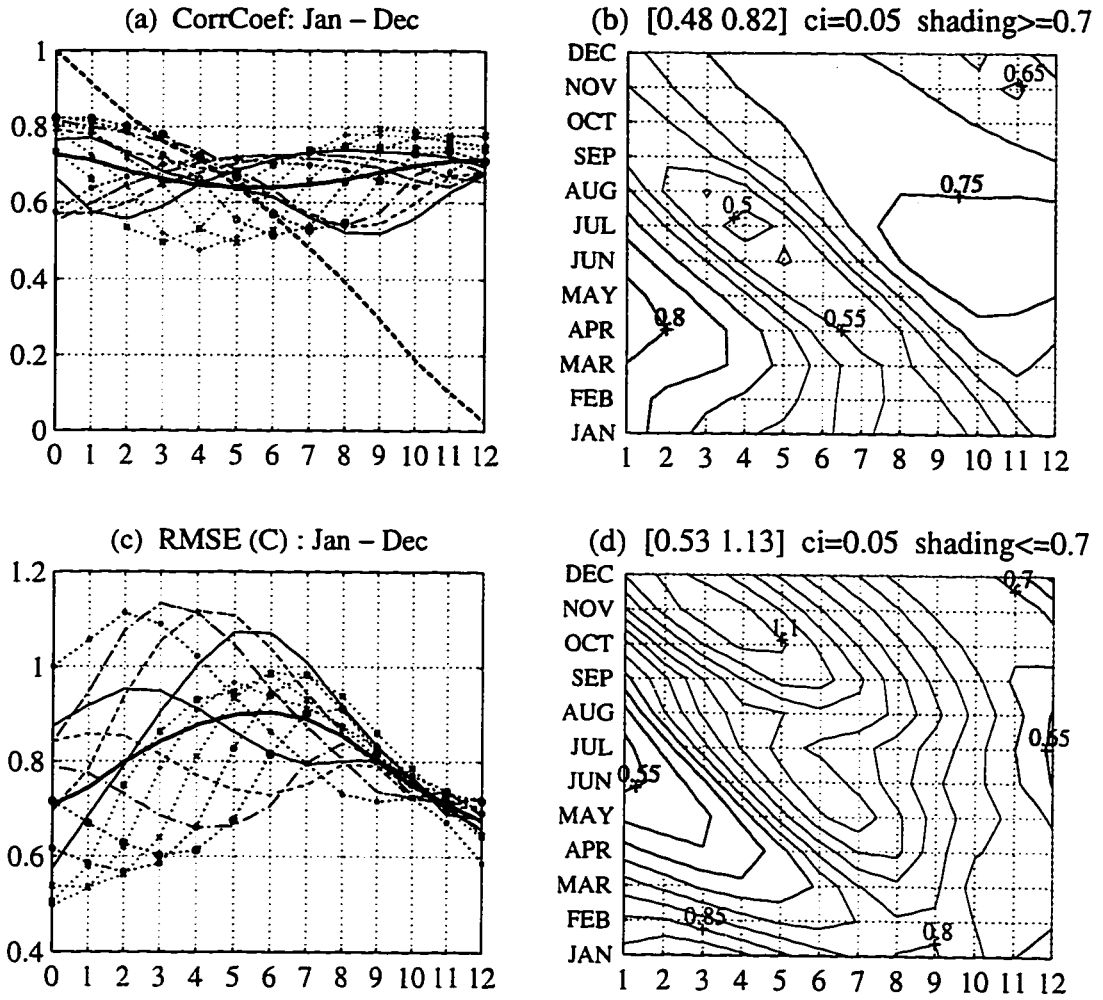 (a) CorrCoef: Jan – Dec
1
0.8
0.6
0.4
0.2
0
0 1 2 3 4 5 6 7 8 9 10 11 12
(b) [0.48 0.82] ci=0.05 shading>=0.7
DEC
NOV
OCT
SEP
AUG
JUL
JUN
MAY
APR
MAR
FEB
JAN
0.65
0.75
0.5
0.8
0.55
1 2 3 4 5 6 7 8 9 10 11 12
(c) RMSE (C) : Jan – Dec
1.2
1
0.8
0.6
0.4
0 1 2 3 4 5 6 7 8 9 10 11 12
(d) [0.53 1.13] ci=0.05 shading<=0.7
DEC
NOV
OCT
SEP
AUG
JUL
JUN
MAY
APR
MAR
FEB
JAN
0.7
1.1
0.55
0.85
0.8
1 2 3 4 5 6 7 8 9 10 11 12